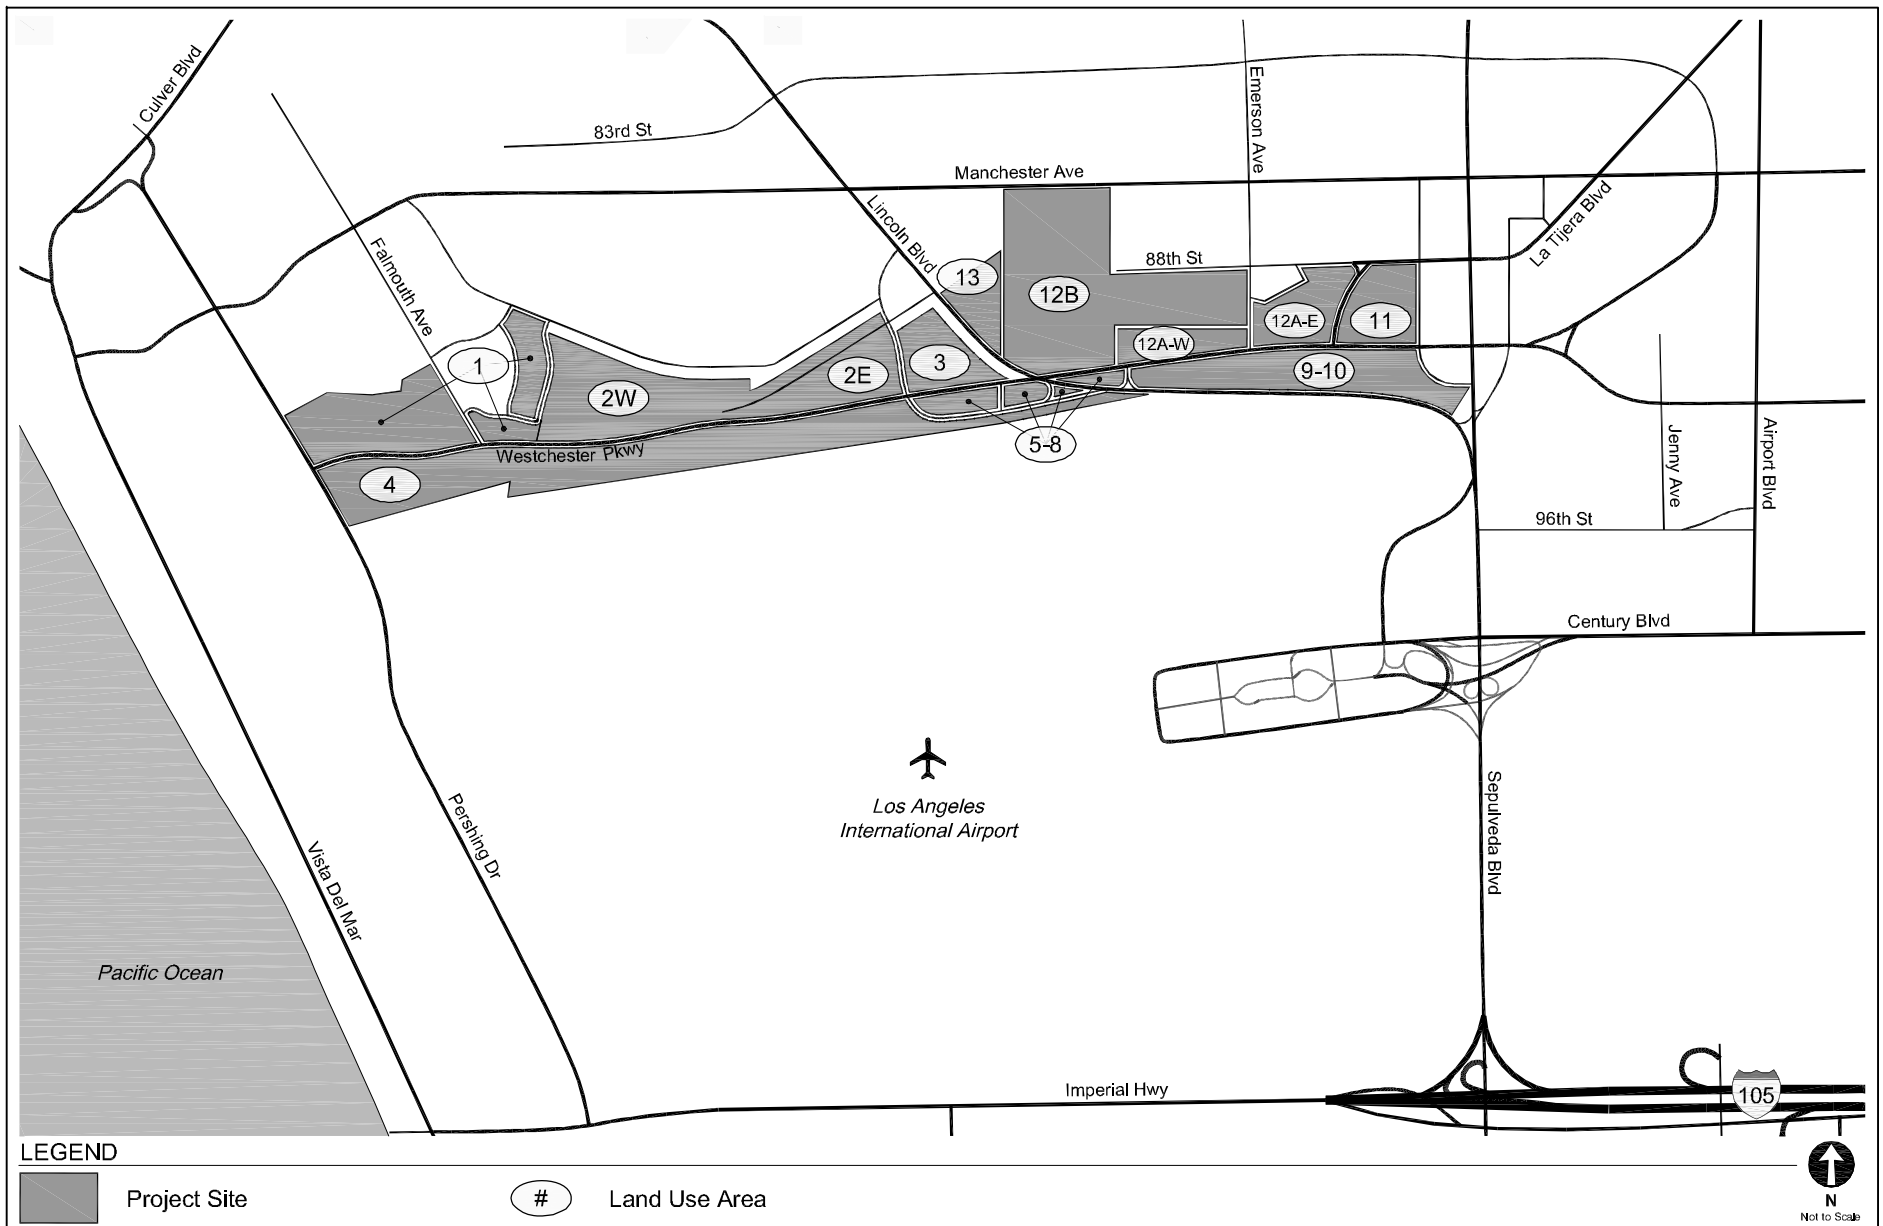 Culver Blvd
83rd St
Emerson Ave
Manchester Ave
Lincoln Blvd
La Tijera Blvd
Falmouth Ave
88th St
13
12B
12A-E
11
12A-W
1
2W
2E
3
9-10
5-8
Westchester Pkwy
4
Jenny Ave
Airport Blvd
96th St
Century Blvd
Los Angeles
International Airport
Pershing Dr
Vista Del Mar
Sepulveda Blvd
Pacific Ocean
Imperial Hwy
105
LEGEND
Project Site
#
Land Use Area
N
Not to Scale